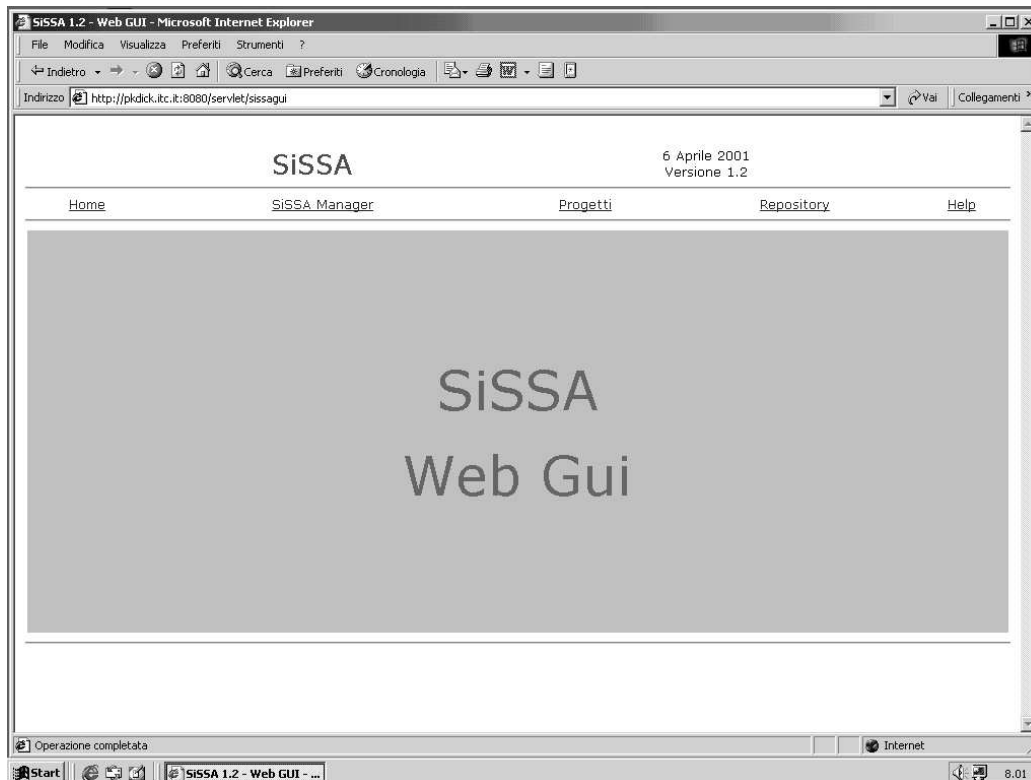 SiSSA 1.2 - Web GUI - Microsoft Internet Explorer
File Modifica Visualizza Preferiti Strumenti ?
Indietro Cerca Preferiti Cronologia
Indirizzo http://pkdick.itc.it:8080/servlet/sissagui Vai Collegamenti »
SiSSA
6 Aprile 2001
Versione 1.2
Home SiSSA Manager Progetti Repository Help
SiSSA
Web Gui
Operazione completata Internet
Start SiSSA 1.2 - Web GUI - ... 8.01